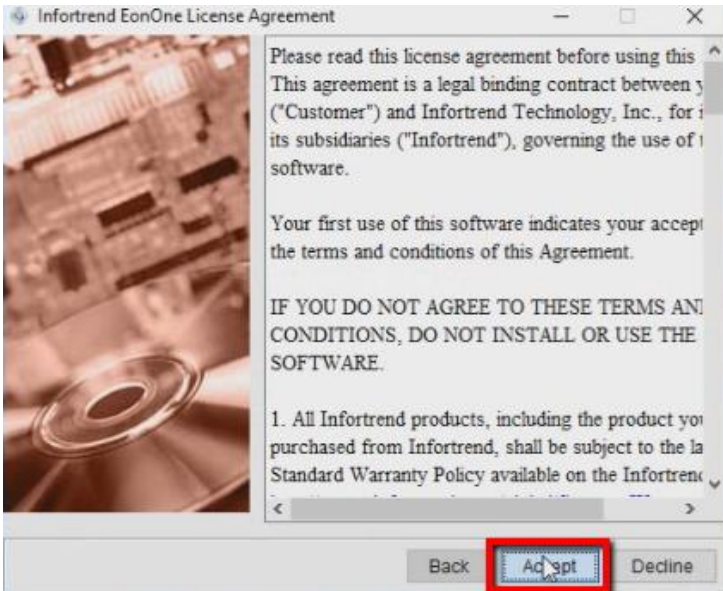 Infortrend EonOne License Agreement
Please read this license agreement before using this
This agreement is a legal binding contract between
("Customer") and Infortrend Technology, Inc., for
its subsidiaries ("Infortrend"), governing the use of
software.
Your first use of this software indicates your accept
the terms and conditions of this Agreement.
IF YOU DO NOT AGREE TO THESE TERMS AND
CONDITIONS, DO NOT INSTALL OR USE THE
SOFTWARE.
1. All Infortrend products, including the product you
purchased from Infortrend, shall be subject to the la
Standard Warranty Policy available on the Infortrend
Back Accept Decline